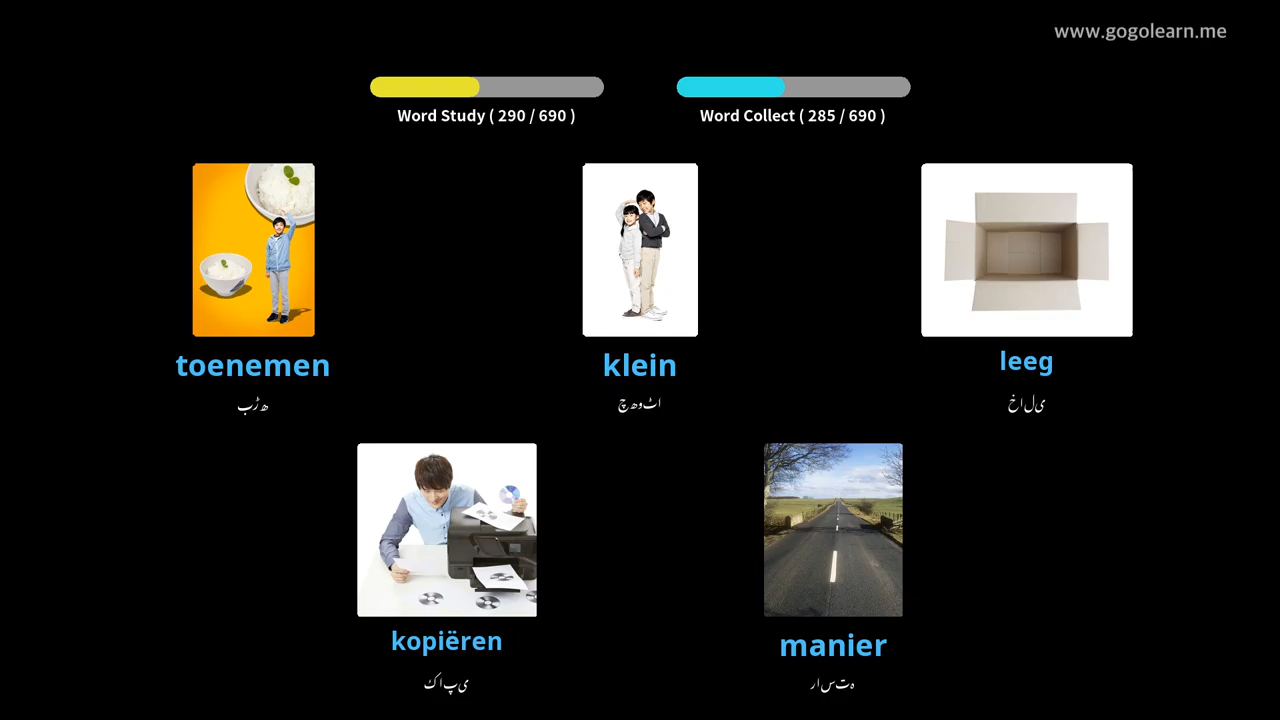 www.gogolearn.me
Word Study ( 290 / 690 )
Word Collect ( 285 / 690 )
toenemen
بڑھ
klein
چھوٹا
leeg
خالی
kopiëren
کاپی
manier
راستہ